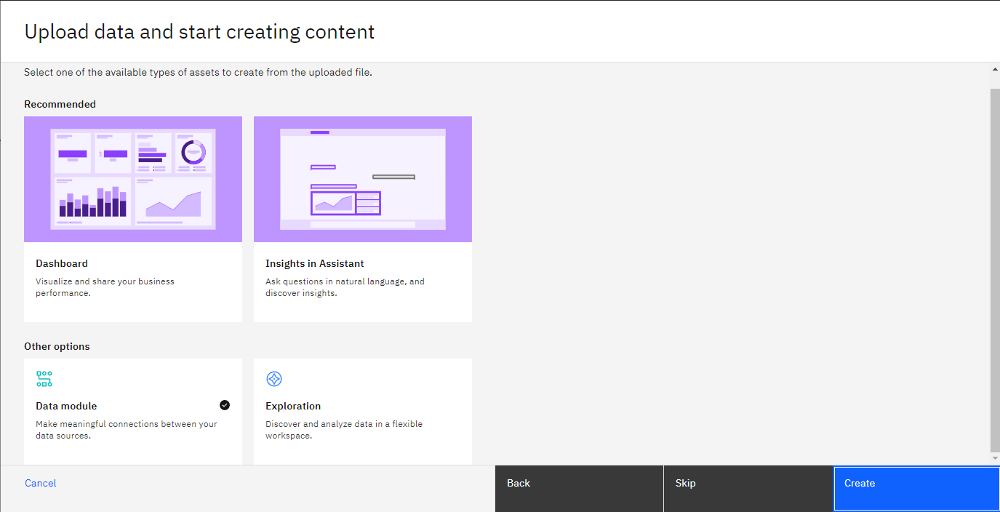 Upload data and start creating content
Select one of the available types of assets to create from the uploaded file.
Recommended
$
Dashboard
Visualize and share your business
performance.
Insights in Assistant
Ask questions in natural language, and
discover insights.
Other options
Data module
Make meaningful connections between your
data sources.
Exploration
Discover and analyze data in a flexible
workspace.
Cancel
Back
Skip
Create